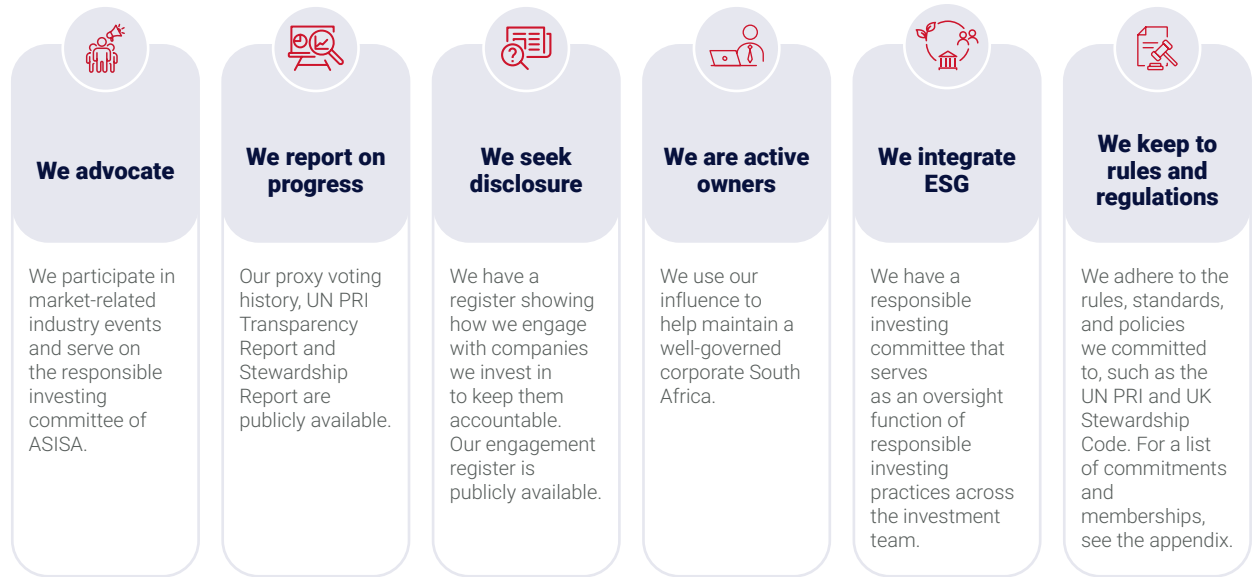 We advocate
We participate in
market-related
industry events
and serve on
the responsible
investing
committee of
ASISA.
We report on
progress
Our proxy voting
history, UN PRI
Transparency
Report and
Stewardship
Report are
publicly available.
We seek
disclosure
We have a
register showing
how we engage
with companies
we invest in
to keep them
accountable.
Our engagement
register is
publicly available.
We are active
owners
We use our
influence to
help maintain a
well-governed
corporate South
Africa.
We integrate
ESG
We have a
responsible
investing
committee that
serves
as an oversight
function of
responsible
investing
practices across
the investment
team.
We keep to
rules and
regulations
We adhere to the
rules, standards,
and policies
we committed
to, such as the
UN PRI and UK
Stewardship
Code. For a list
of commitments
and
memberships,
see the appendix.